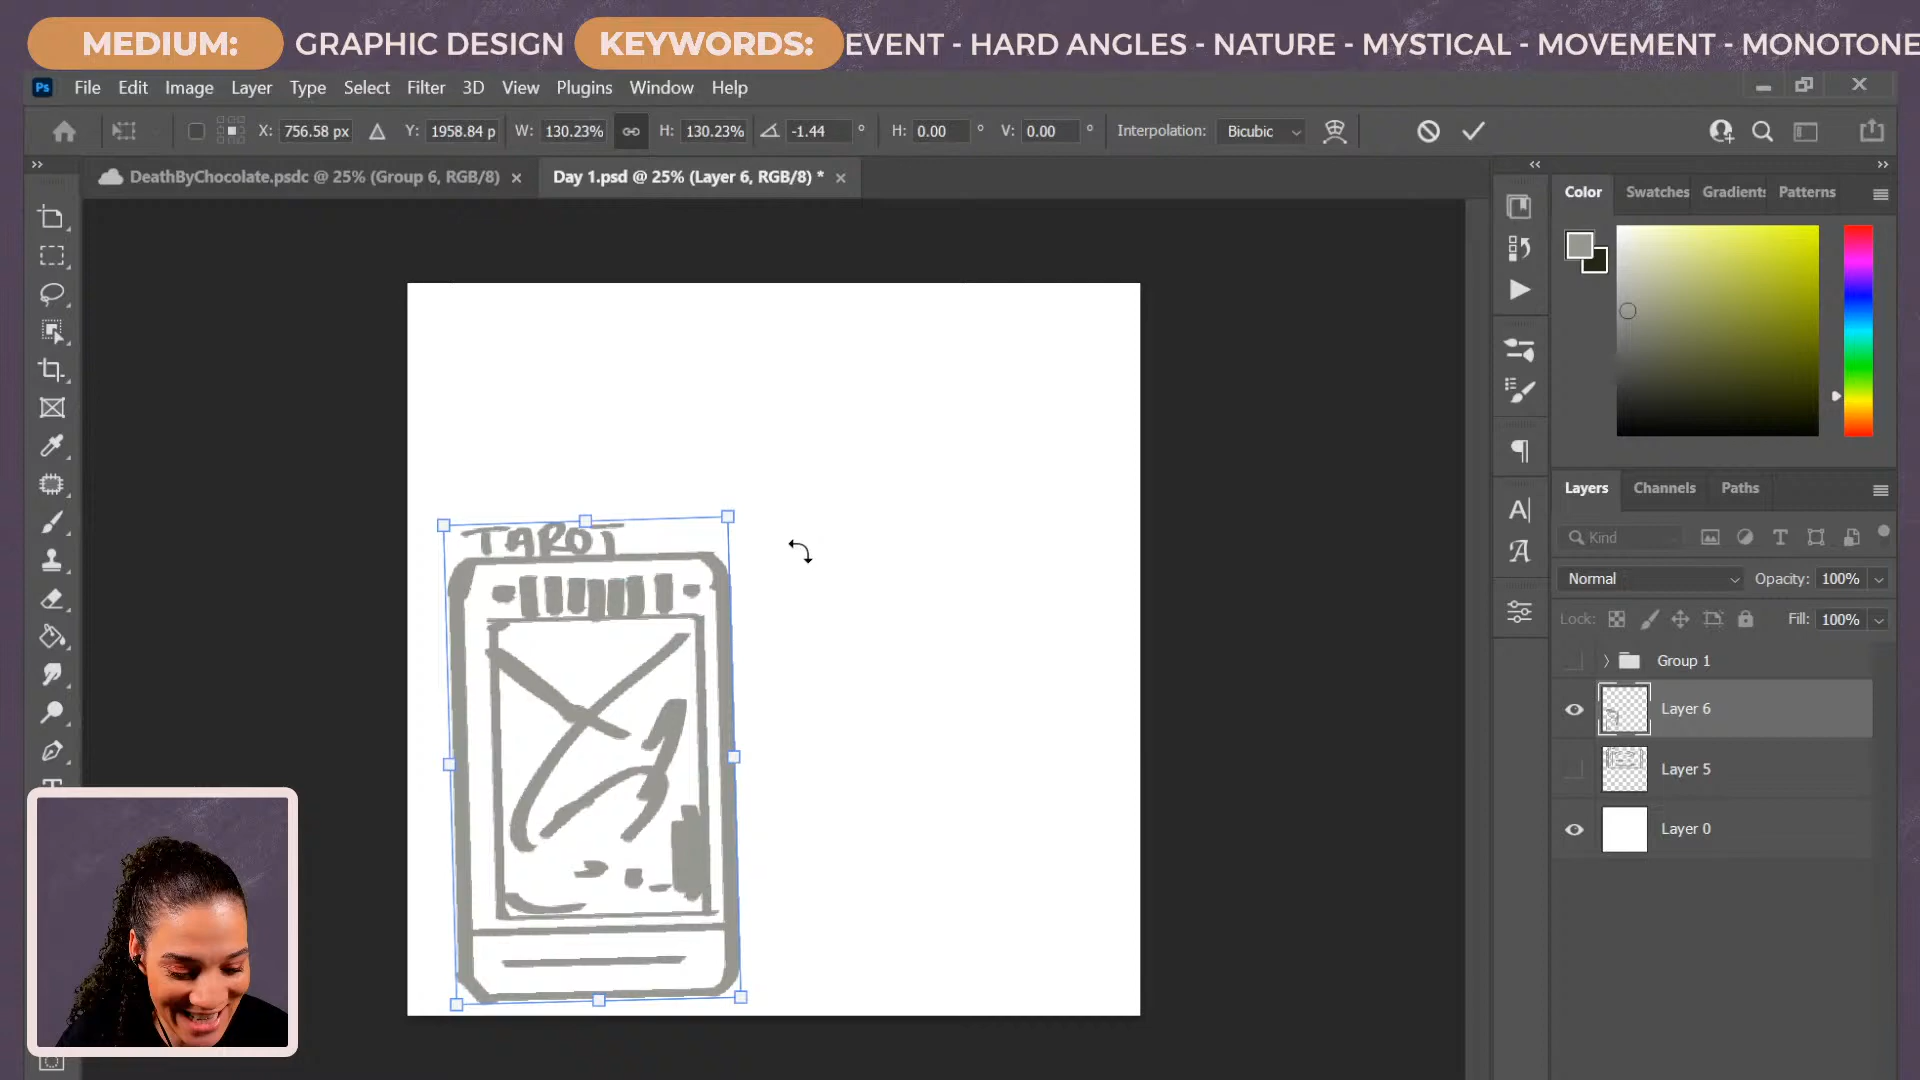 MEDIUM: GRAPHIC DESIGN KEYWORDS: EVENT - HARD ANGLES - NATURE - MYSTICAL - MOVEMENT - MONOTONE
Ps File Edit Image Layer Type Select Filter 3D View Plugins Window Help
X: 756.58 px Y: 1958.84 p W: 130.23% H: 130.23% -1.44 ° H: 0.00 ° V: 0.00 ° Interpolation: Bicubic
DeathByChocolate.psdc @ 25% (Group 6, RGB/8) × Day 1.psd @ 25% (Layer 6, RGB/8) * ×
Color Swatches Gradients Patterns
TAROT
Layers Channels Paths
Kind
Normal Opacity: 100%
Lock: Fill: 100%
Group 1
Layer 6
Layer 5
Layer 0